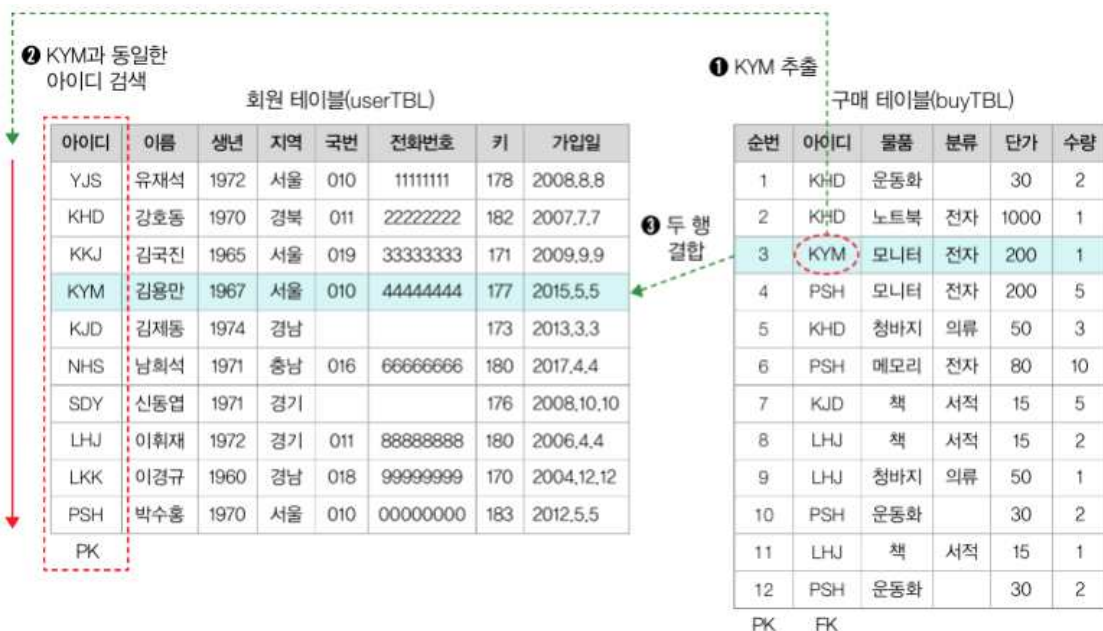 ❷ KYM과 동일한
아이디 검색
❶ KYM 추출
회원 테이블(userTBL)
구매 테이블(buyTBL)
아이디 이름 생년 지역 국번 전화번호 키 가입일
YJS 유재석 1972 서울 010 11111111 178 2008.8.8
KHD 강호동 1970 경북 011 22222222 182 2007.7.7
KKJ 김국진 1965 서울 019 33333333 171 2009.9.9
KYM 김용만 1967 서울 010 44444444 177 2015.5.5
KJD 김제동 1974 경남 173 2013.3.3
NHS 남희석 1971 충남 016 66666666 180 2017.4.4
SDY 신동엽 1971 경기 176 2008.10.10
LHJ 이휘재 1972 경기 011 88888888 180 2006.4.4
LKK 이경규 1960 경남 018 99999999 170 2004.12.12
PSH 박수홍 1970 서울 010 00000000 183 2012.5.5
PK
❸ 두 행
결합
순번 아이디 물품 분류 단가 수량
1 KHD 운동화 30 2
2 KHD 노트북 전자 1000 1
3 KYM 모니터 전자 200 1
4 PSH 모니터 전자 200 5
5 KHD 청바지 의류 50 3
6 PSH 메모리 전자 80 10
7 KJD 책 서적 15 5
8 LHJ 책 서적 15 2
9 LHJ 청바지 의류 50 1
10 PSH 운동화 30 2
11 LHJ 책 서적 15 1
12 PSH 운동화 30 2
PK FK